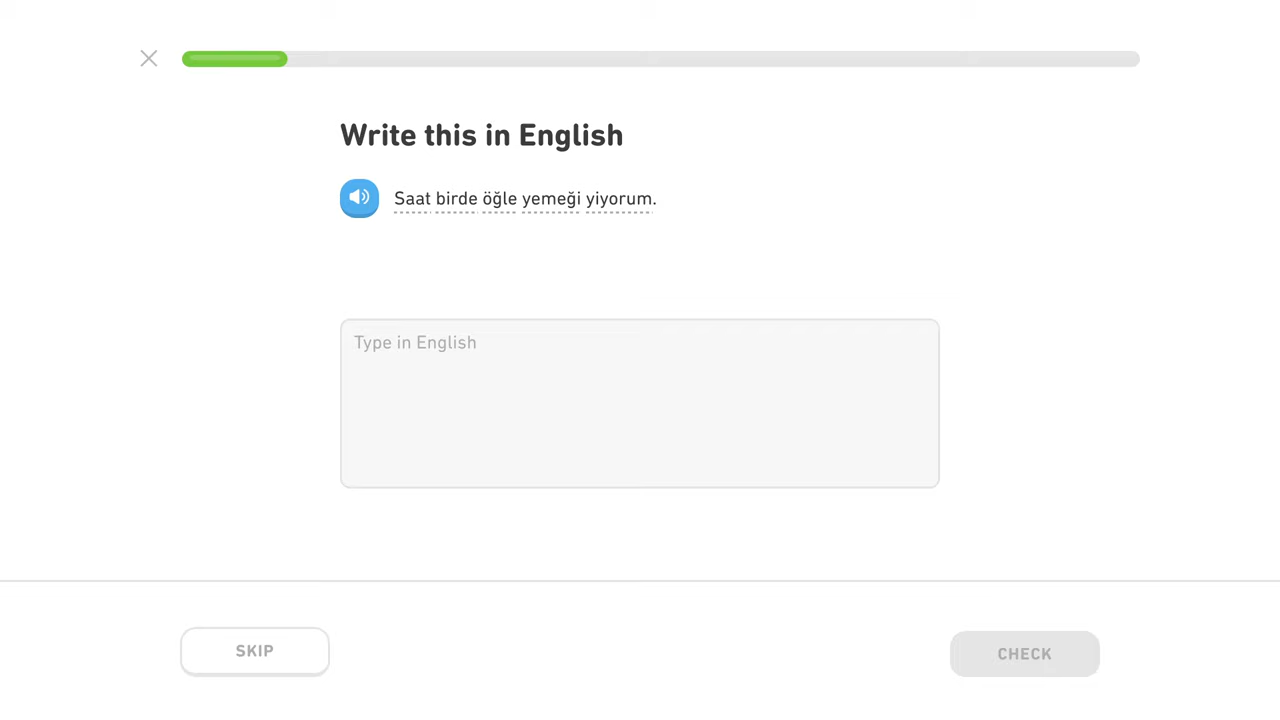 Write this in English
Saat birde öğle yemeği yiyorum.
Type in English
SKIP
CHECK